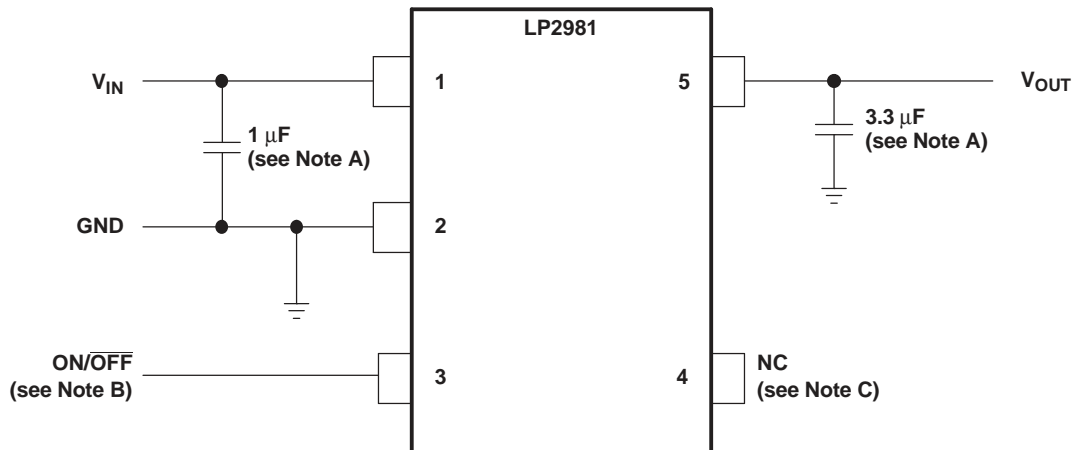 LP2981
V_IN
1
5
V_OUT
1 μF
(see Note A)
3.3 μF
(see Note A)
GND
2
ON/O̅F̅F̅
(see Note B)
3
4
NC
(see Note C)